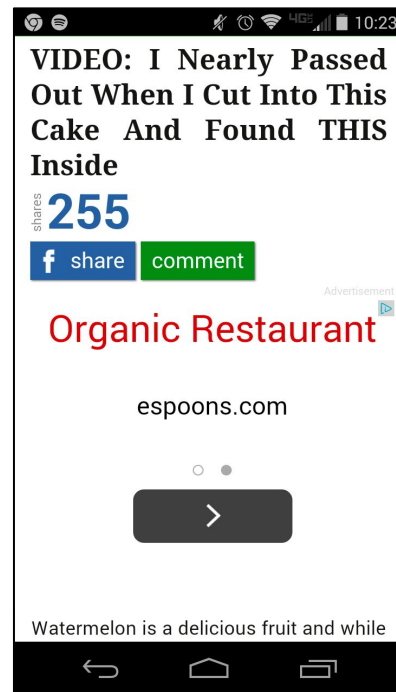 4G 10:23
VIDEO: I Nearly Passed
Out When I Cut Into This
Cake And Found THIS
Inside
shares
255
f share comment
Advertisement
Organic Restaurant
espoons.com
Watermelon is a delicious fruit and while